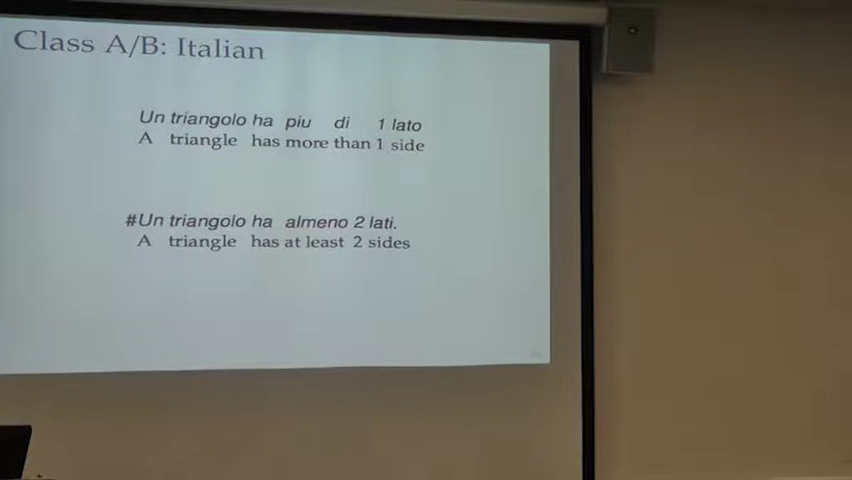 Class A/B: Italian
Un triangolo ha piu di 1 lato
A triangle has more than 1 side
#Un triangolo ha almeno 2 lati.
A triangle has at least 2 sides